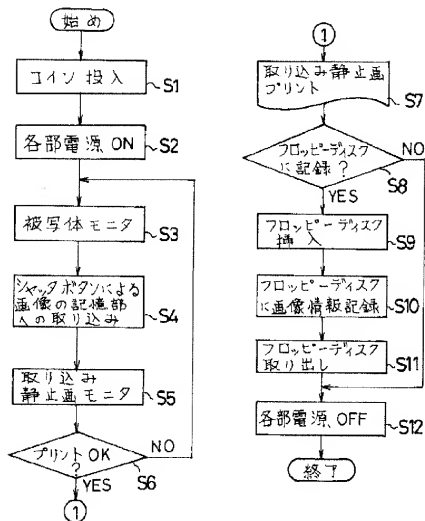 始め
コイン投入
S1
各部電源ON
S2
被写体モニタ
S3
シャッタボタンによる
画像の記憶部
への取り込み
S4
取り込み
静止画モニタ
S5
プリントOK
?
NO
S6
YES
1
1
取り込み静止画
プリント
S7
フロッピーディスク
に記録?
NO
S8
YES
フロッピーディスク
挿入
S9
フロッピーディスク
に画像情報記録
S10
フロッピーディスク
取り出し
S11
各部電源、OFF
S12
終了